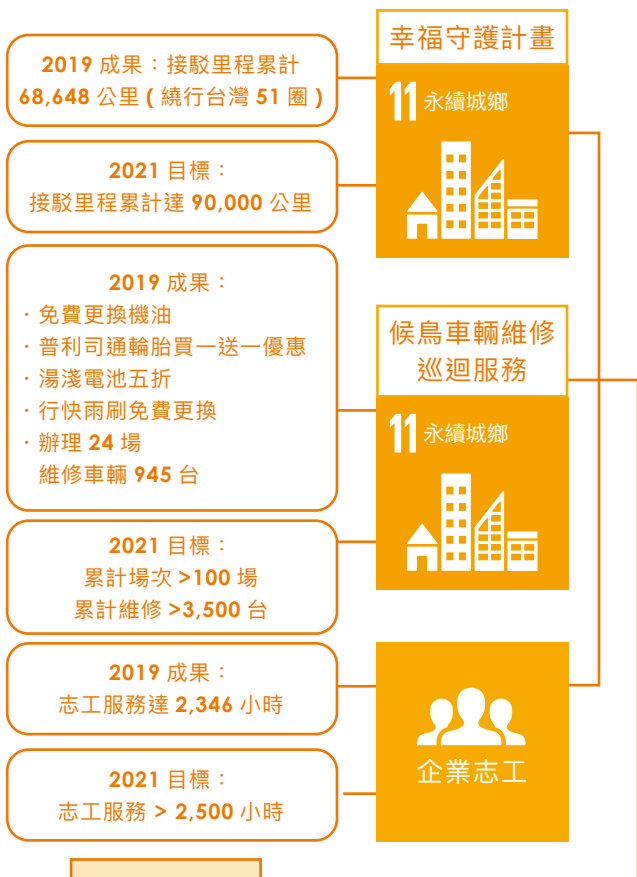 幸福守護計畫
11 永續城鄉
2019 成果：接駁里程累計
68,648 公里 ( 繞行台灣 51 圈 )
2021 目標：
接駁里程累計達 90,000 公里
候鳥車輛維修
巡迴服務
11 永續城鄉
2019 成果：
· 免費更換機油
· 普利司通輪胎買一送一優惠
· 湯淺電池五折
· 行快雨刷免費更換
· 辦理 24 場
維修車輛 945 台
2021 目標：
累計場次 >100 場
累計維修 >3,500 台
企業志工
2019 成果：
志工服務達 2,346 小時
2021 目標：
志工服務 > 2,500 小時